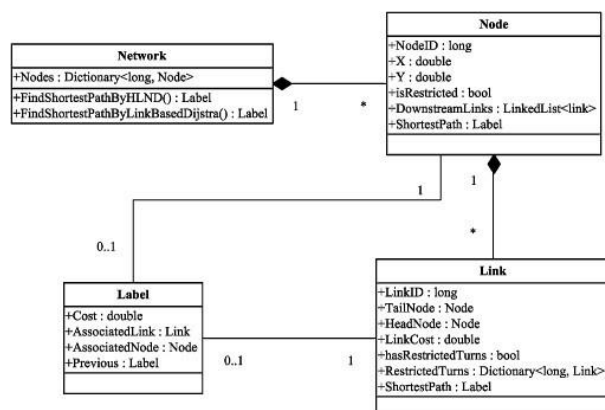 Network
+Nodes : Dictionary<long, Node>
+FindShortestPathByHLND() : Label
+FindShortestPathByLinkBasedDijstra() : Label
1
*
Node
+NodeID : long
+X : double
+Y : double
+isRestricted : bool
+DownstreamLinks : LinkedList<link>
+ShortestPath : Label
1
1
0..1
*
Label
+Cost : double
+AssociatedLink : Link
+AssociatedNode : Node
+Previous : Label
0..1
1
Link
+LinkID : long
+TailNode : Node
+HeadNode : Node
+LinkCost : double
+hasRestrictedTurns : bool
+RestrictedTurns : Dictionary<long, Link>
+ShortestPath : Label